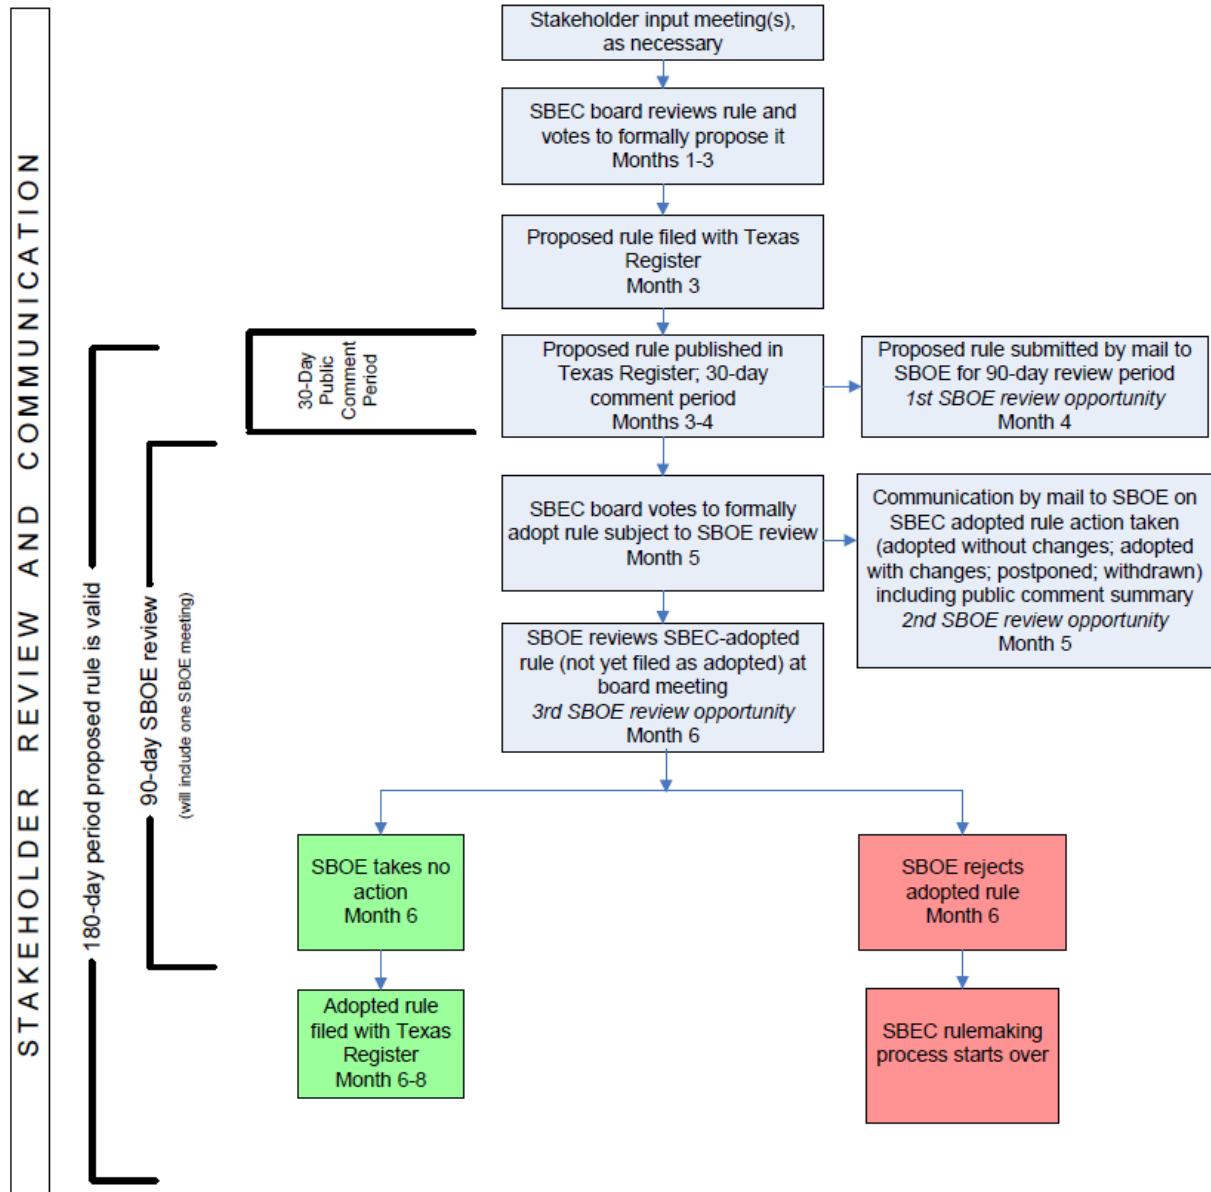 STAKEHOLDER REVIEW AND COMMUNICATION
Stakeholder input meeting(s),
as necessary
SBEC board reviews rule and
votes to formally propose it
Months 1-3
Proposed rule filed with Texas
Register
Month 3
180-day period proposed rule is valid
90-day SBOE review
(will include one SBOE meeting)
30-Day
Public
Comment
Period
Proposed rule published in
Texas Register; 30-day
comment period
Months 3-4
Proposed rule submitted by mail to
SBOE for 90-day review period
1st SBOE review opportunity
Month 4
SBEC board votes to formally
adopt rule subject to SBOE review
Month 5
Communication by mail to SBOE on
SBEC adopted rule action taken
(adopted without changes; adopted
with changes; postponed; withdrawn)
including public comment summary
2nd SBOE review opportunity
Month 5
SBOE reviews SBEC-adopted
rule (not yet filed as adopted) at
board meeting
3rd SBOE review opportunity
Month 6
SBOE takes no
action
Month 6
SBOE rejects
adopted rule
Month 6
Adopted rule
filed with Texas
Register
Month 6-8
SBEC rulemaking
process starts over